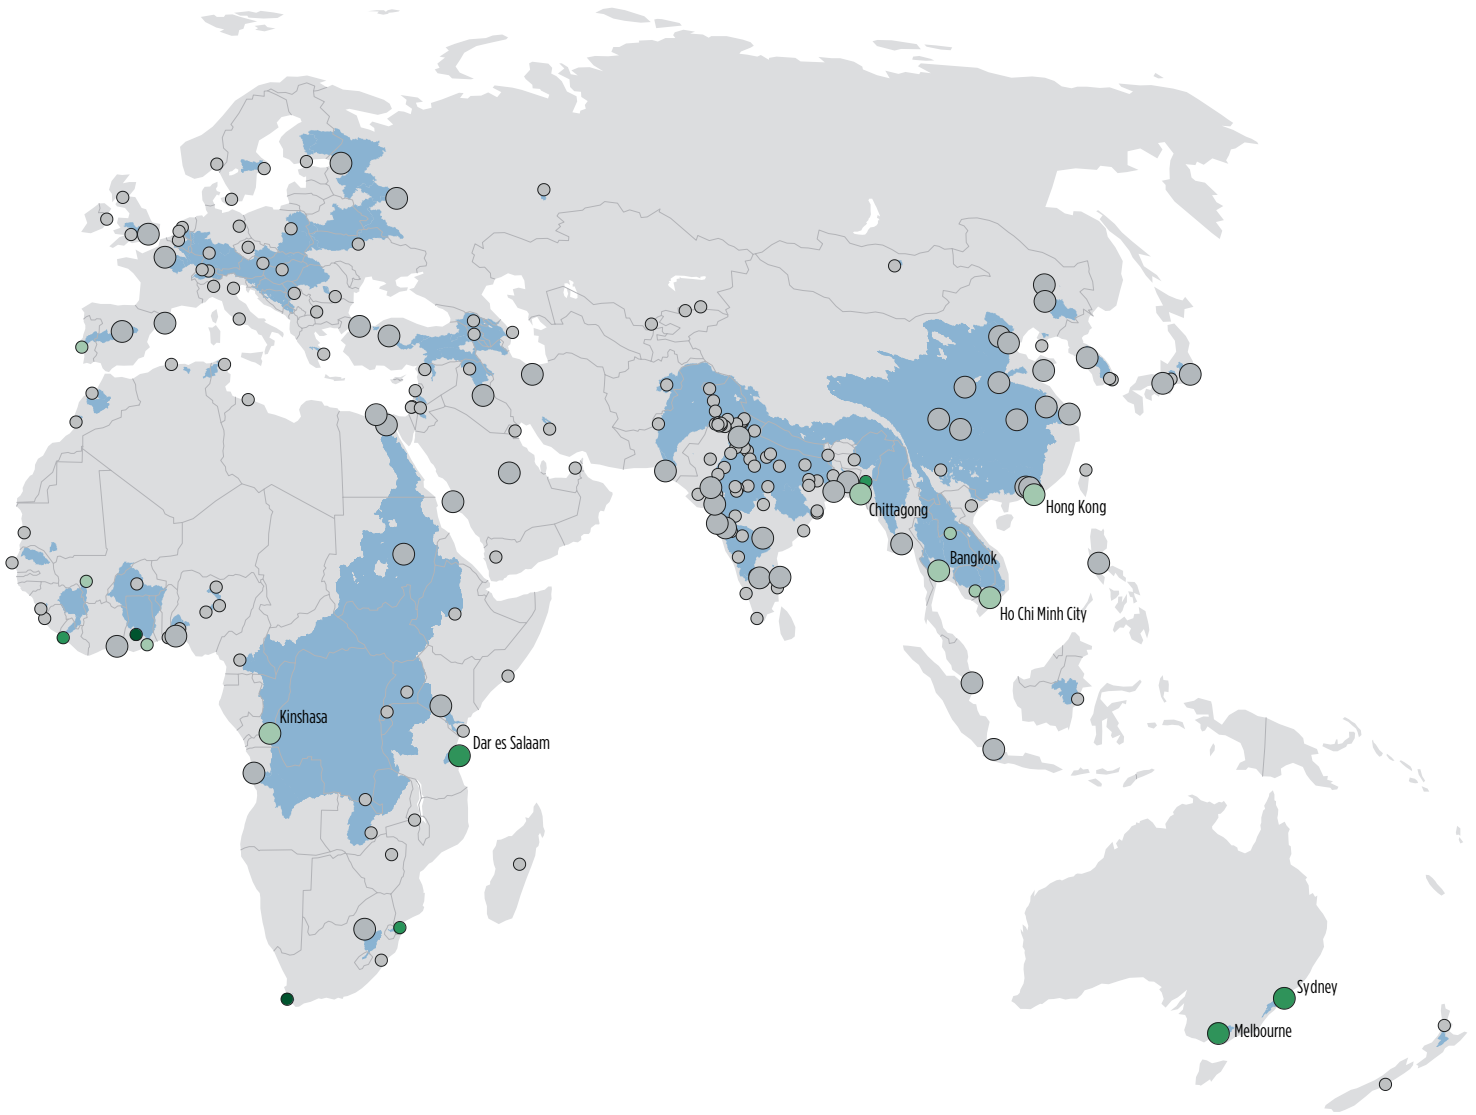 Hong Kong
Chittagong
Bangkok
Ho Chi Minh City
Kinshasa
Dar es Salaam
Sydney
Melbourne